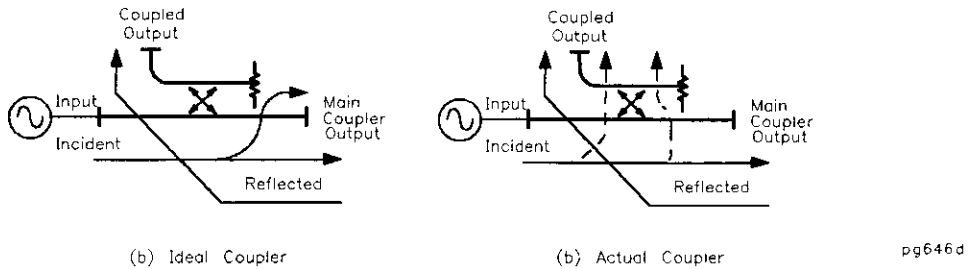 Coupled
Output
Input
Incident
Main
Coupler
Output
Reflected
(b) Ideal Coupler
Coupled
Output
Input
Incident
Main
Coupler
Output
Reflected
(b) Actual Coupler
pg646d